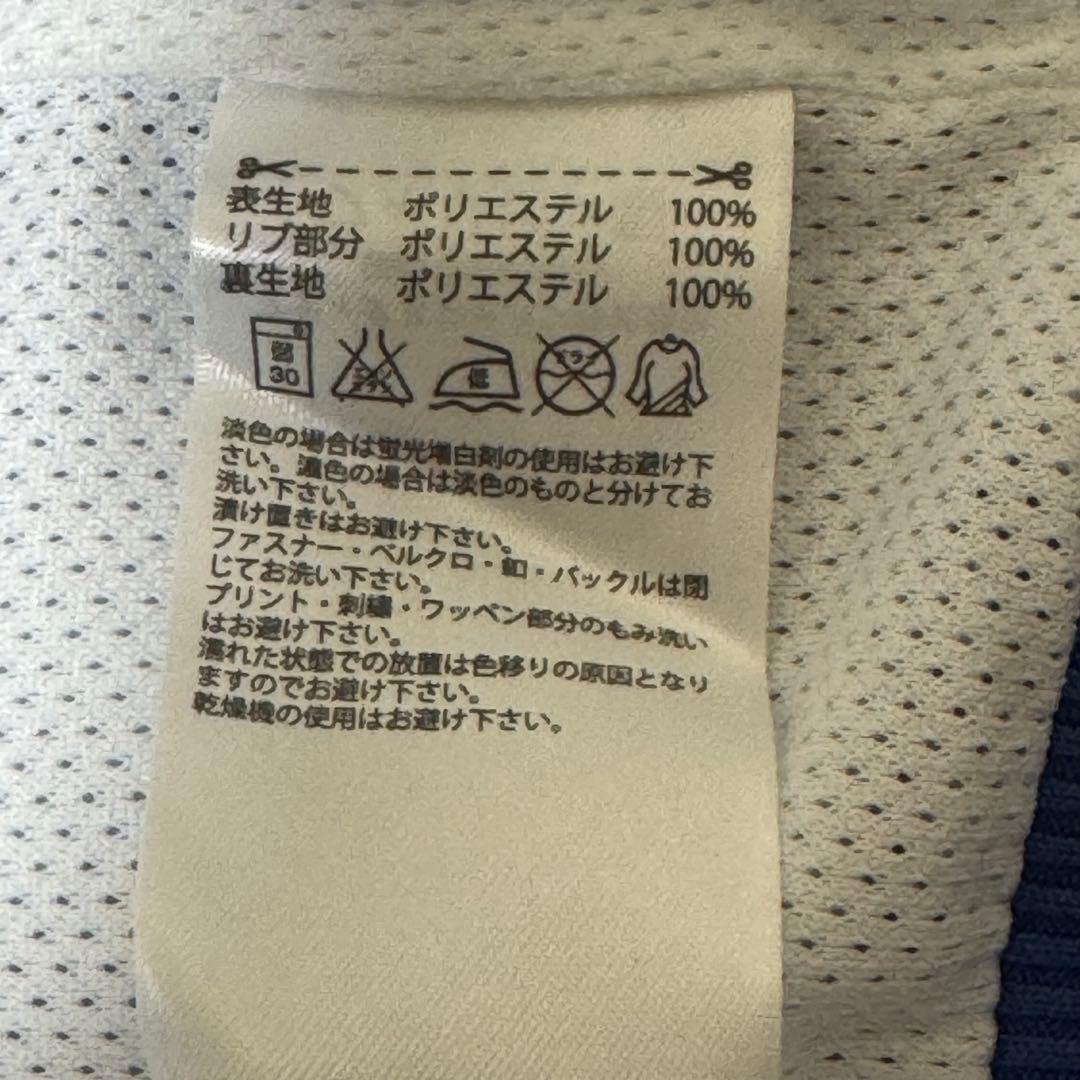 表生地 ポリエステル 100%
リブ部分 ポリエステル 100%
裏生地 ポリエステル 100%
30
低
淡色の場合は蛍光増白剤の使用はお避け下
さい。濃色の場合は淡色のものと分けてお
洗い下さい。
漬け置きはお避け下さい。
ファスナー・ベルクロ・釦・バックルは閉
じてお洗い下さい。
プリント・刺繍・ワッペン部分のもみ洗い
はお避け下さい。
濡れた状態での放置は色移りの原因となり
ますのでお避け下さい。
乾燥機の使用はお避け下さい。